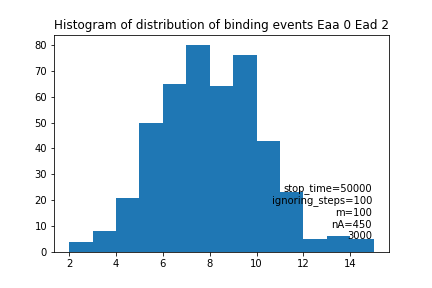 Histogram of distribution of binding events Eaa 0 Ead 2
80
70
60
50
40
30
20
10
0
stop_time=50000
ignoring_steps=100
m=100
nA=450
3000
2 4 6 8 10 12 14